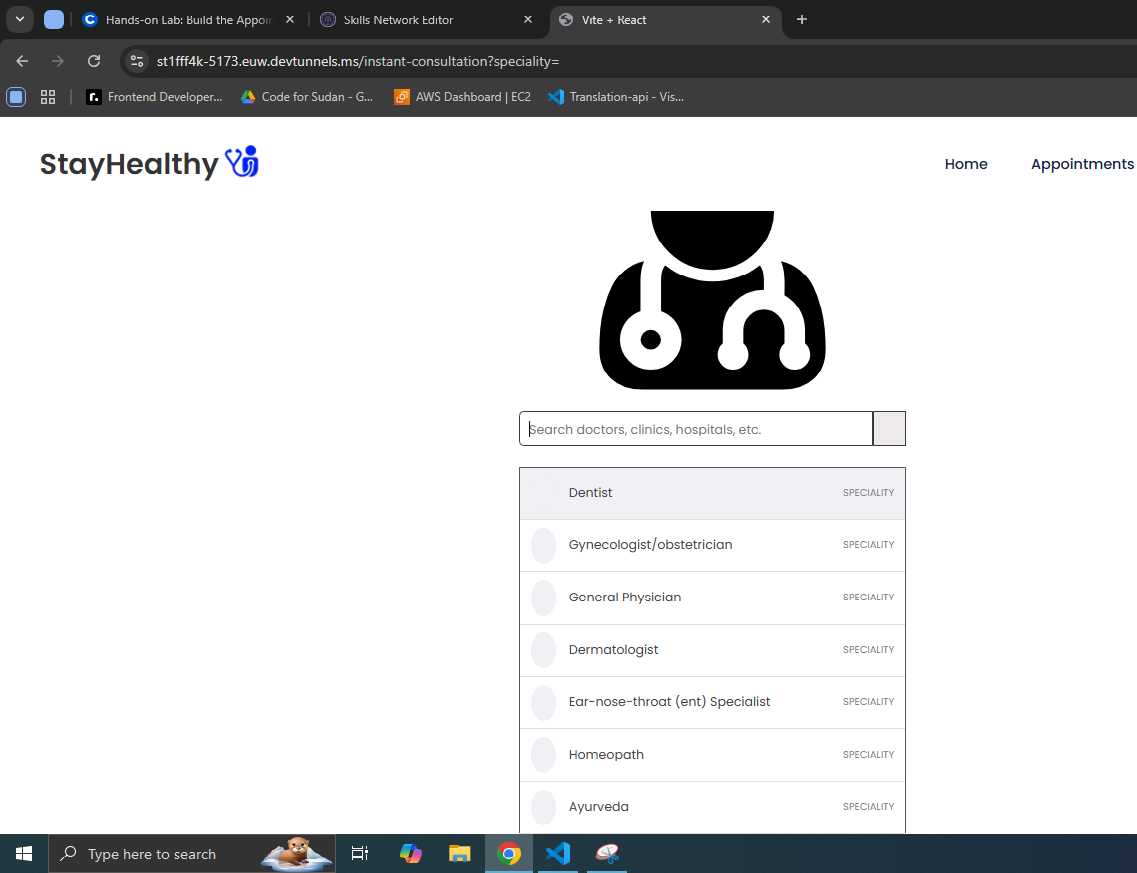 Hands-on Lab: Build the Appoin
Skills Network Editor
Vite + React
st1fff4k-5173.euw.devtunnels.ms/instant-consultation?speciality=
Frontend Developer...
Code for Sudan - G...
AWS Dashboard | EC2
Translation-api - Vis...
StayHealthy
Home
Appointments
Search doctors, clinics, hospitals, etc.
Dentist SPECIALITY
Gynecologist/obstetrician SPECIALITY
General Physician SPECIALITY
Dermatologist SPECIALITY
Ear-nose-throat (ent) Specialist SPECIALITY
Homeopath SPECIALITY
Ayurveda SPECIALITY
Type here to search